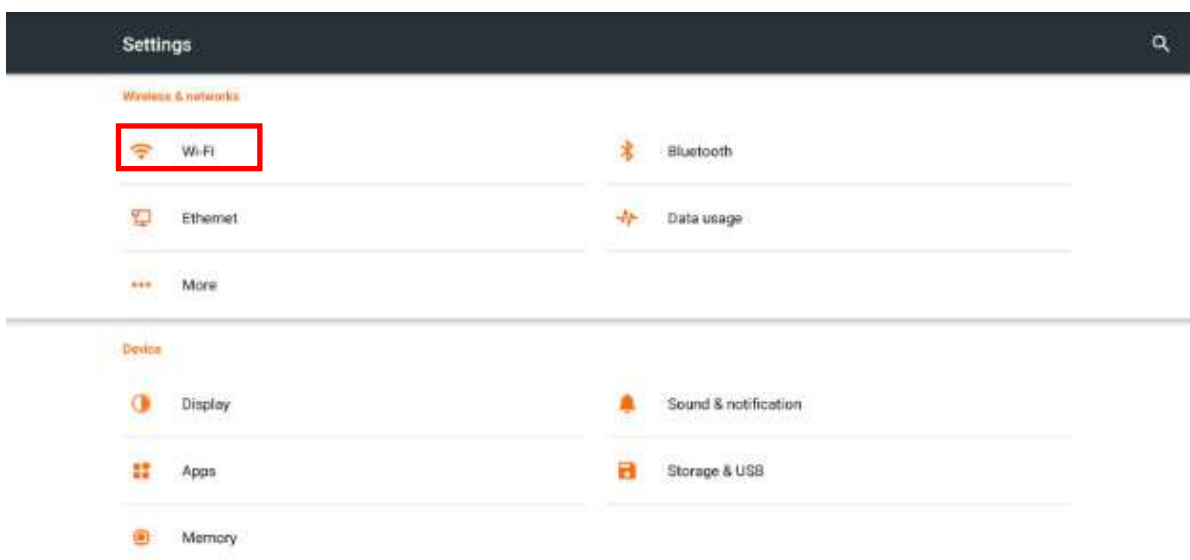 Settings
Wireless & networks
Wi-Fi
Bluetooth
Ethernet
Data usage
More
Device
Display
Sound & notification
Apps
Storage & USB
Memory